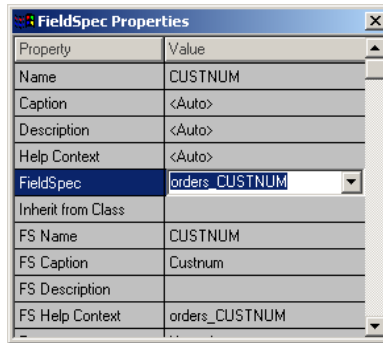 FieldSpec Properties
Property Value
Name CUSTNUM
Caption <Auto>
Description <Auto>
Help Context <Auto>
FieldSpec orders_CUSTNUM
Inherit from Class
FS Name CUSTNUM
FS Caption Custnum
FS Description
FS Help Context orders_CUSTNUM